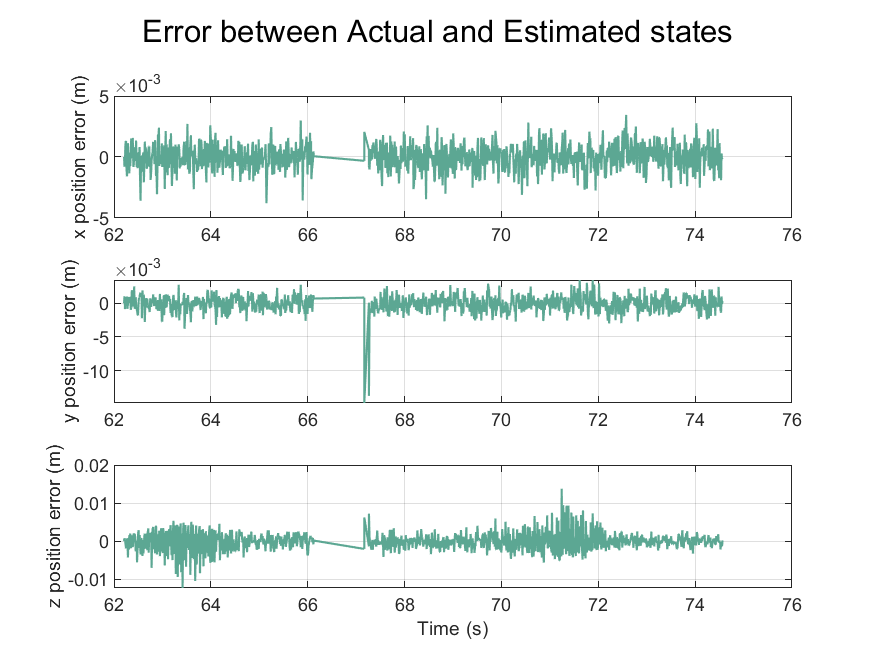 Error between Actual and Estimated states
×10-3
x position error (m)
5
0
-5
62 64 66 68 70 72 74 76
×10-3
y position error (m)
0
-5
-10
62 64 66 68 70 72 74 76
z position error (m)
0.02
0.01
0
-0.01
62 64 66 68 70 72 74 76
Time (s)